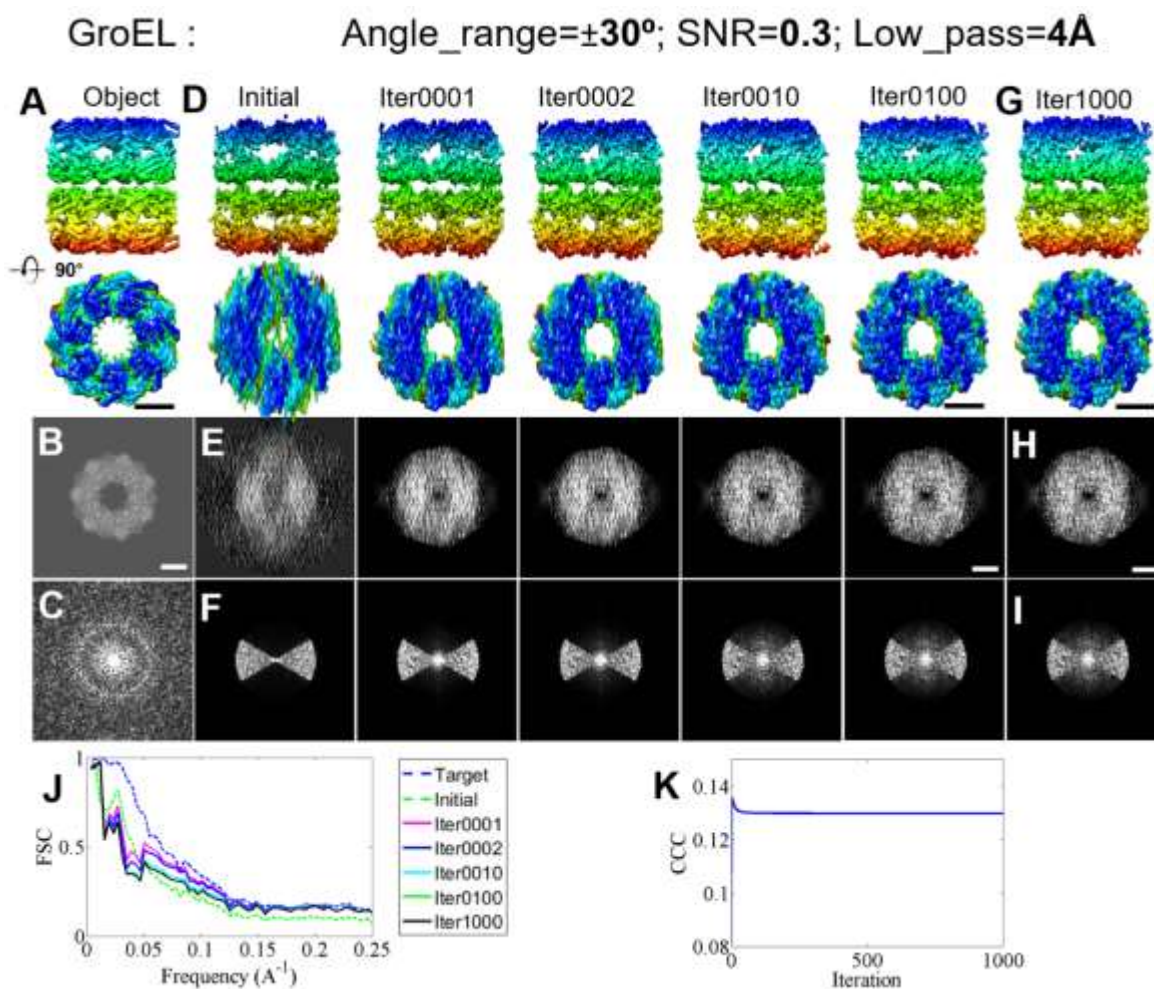 GroEL : Angle_range=±30º; SNR=0.3; Low_pass=4Å
A Object D Initial Iter0001 Iter0002 Iter0010 Iter0100 G Iter1000
90°
B E H
C F I
J
1
0.5
0
FSC
0 0.05 0.1 0.15 0.2 0.25
Frequency (A⁻¹)
Target
Initial
Iter0001
Iter0002
Iter0010
Iter0100
Iter1000
K
0.14
0.12
0.1
0.08
CCC
0 500 1000
Iteration